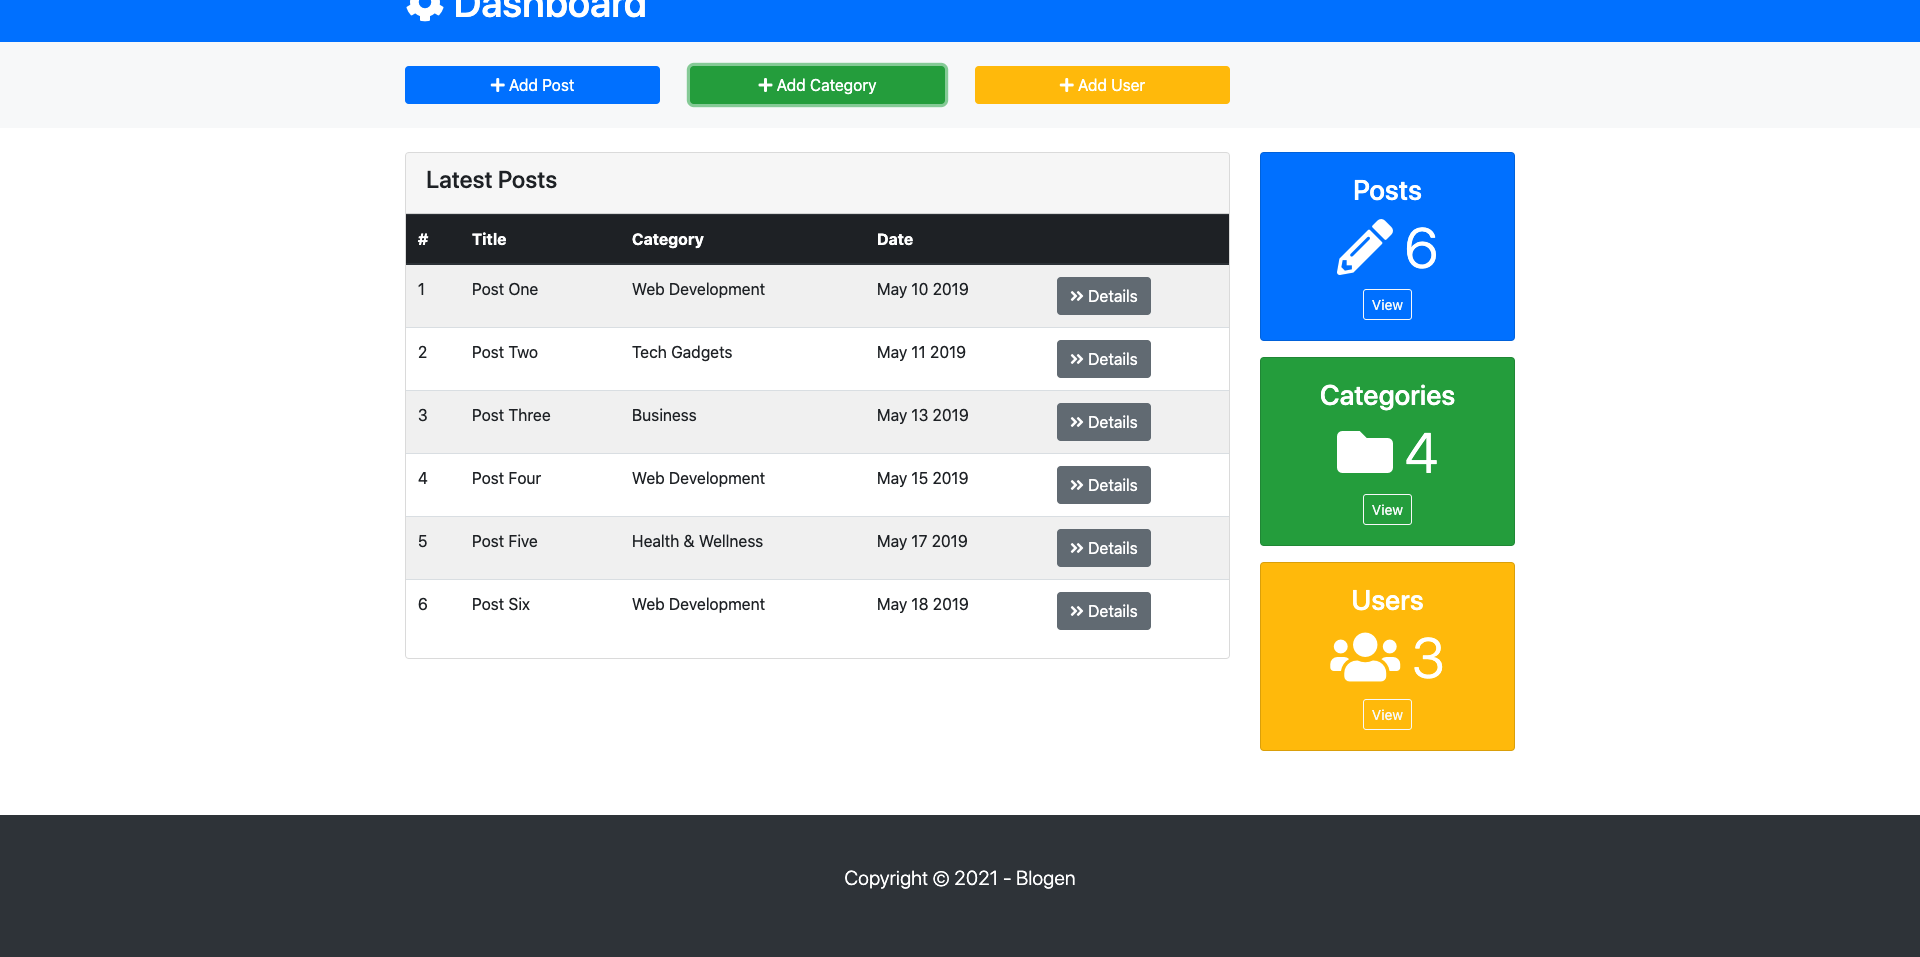 Dashboard
Add Post
Add Category
Add User
Latest Posts
# Title Category Date
1 Post One Web Development May 10 2019 Details
2 Post Two Tech Gadgets May 11 2019 Details
3 Post Three Business May 13 2019 Details
4 Post Four Web Development May 15 2019 Details
5 Post Five Health & Wellness May 17 2019 Details
6 Post Six Web Development May 18 2019 Details
Posts
6
View
Categories
4
View
Users
3
View
Copyright © 2021 - Blogen